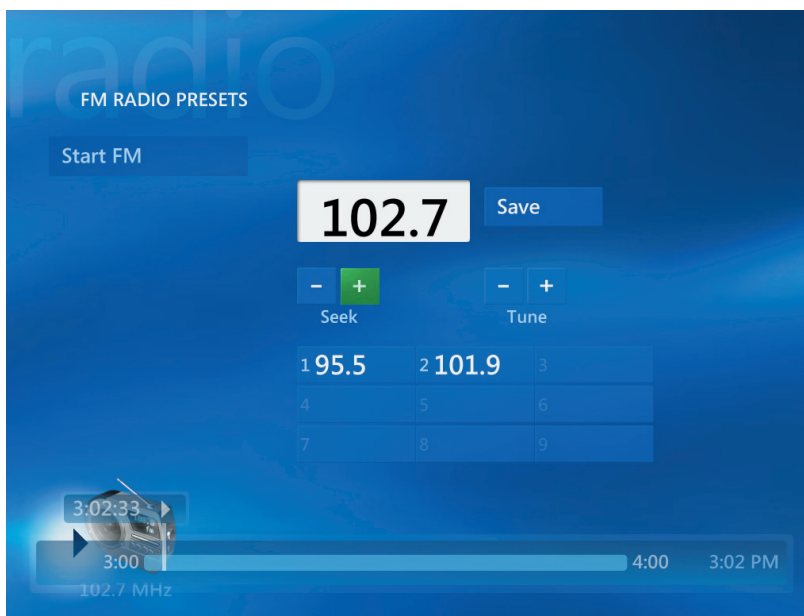 radio
FM RADIO PRESETS
Start FM
102.7 Save
- + - +
Seek Tune
1 95.5 2 101.9 3
4 5 6
7 8 9
3:02:33
3:00 4:00 3:02 PM
102.7 MHz